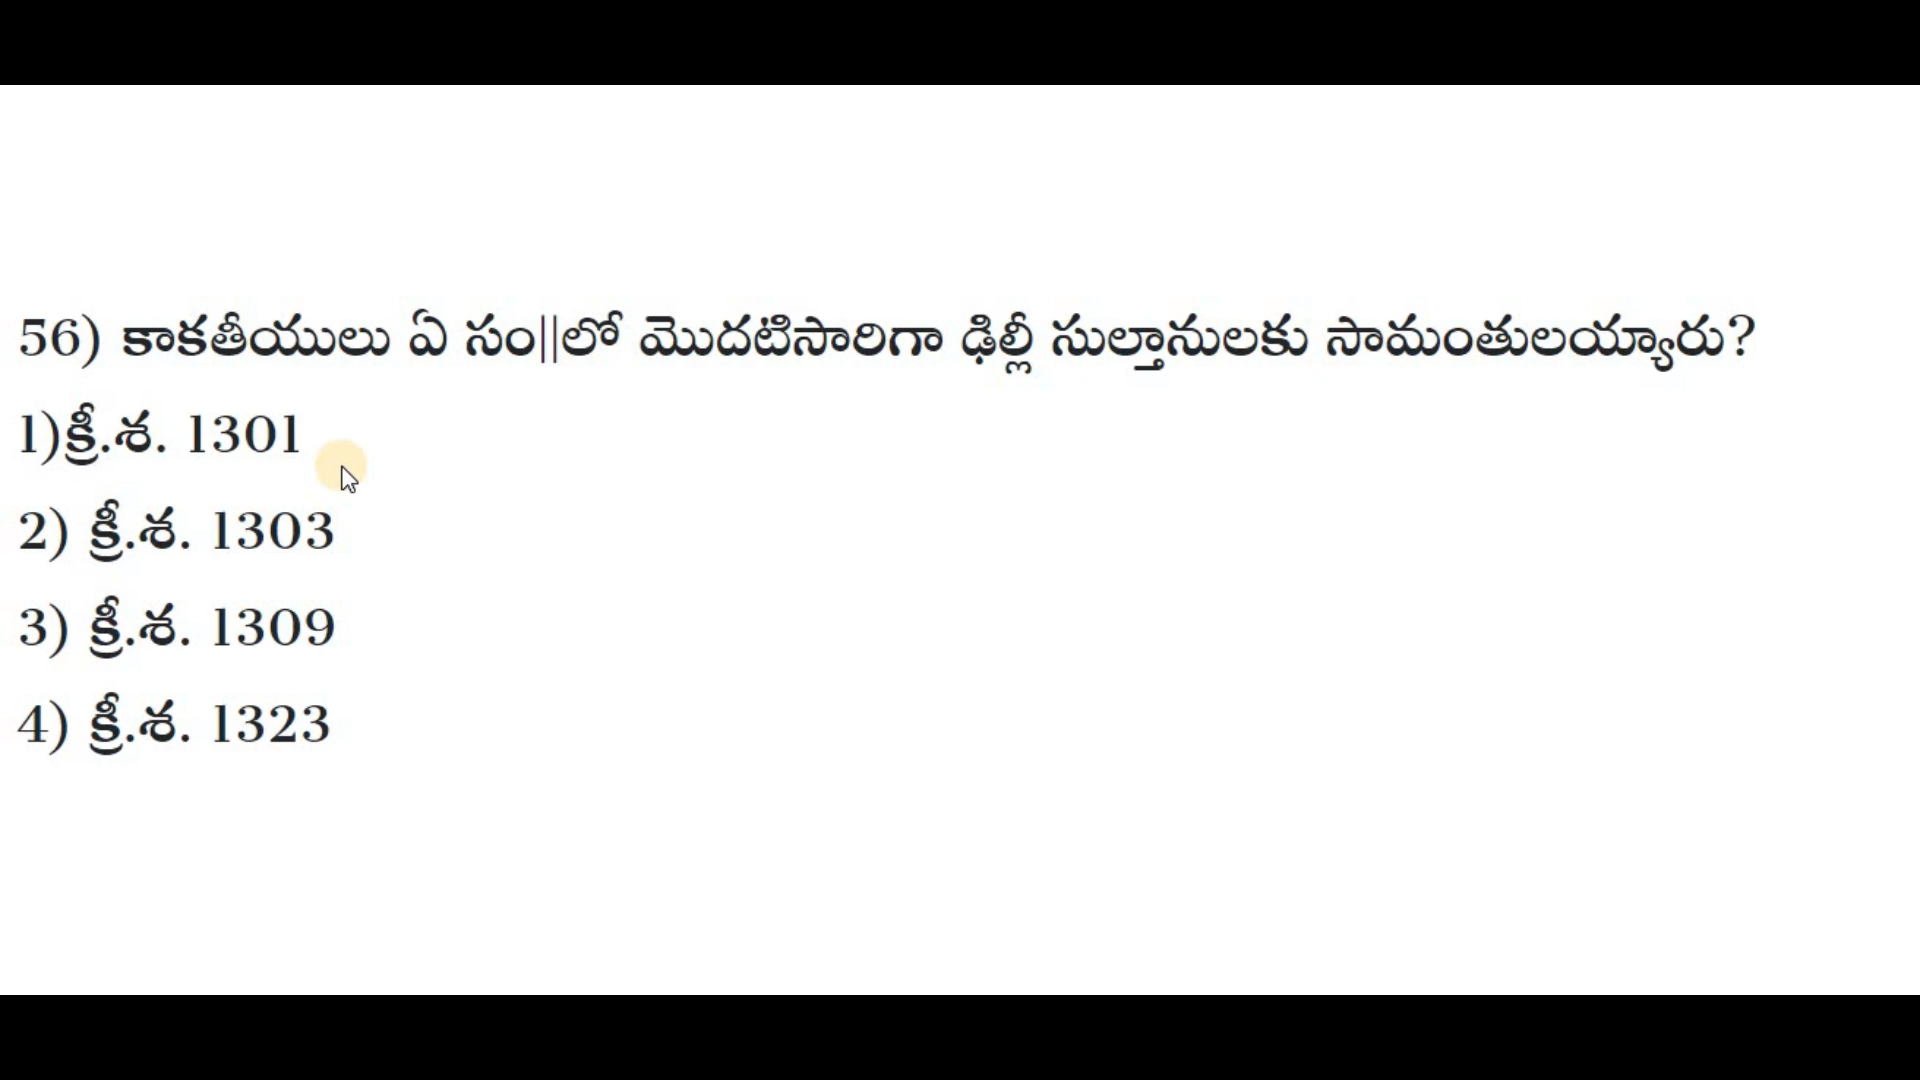 56) కాకతీయులు ఏ సం||లో మొదటిసారిగా ఢిల్లీ సుల్తానులకు సామంతులయ్యారు?
1)క్రీ.శ. 1301
2) క్రీ.శ. 1303
3) క్రీ.శ. 1309
4) క్రీ.శ. 1323